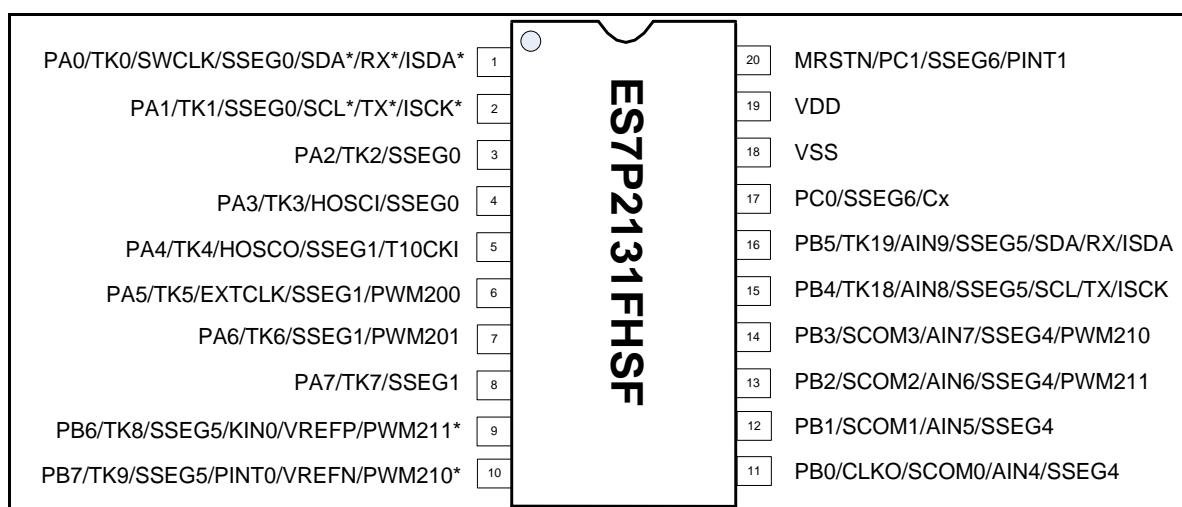 PA0/TK0/SWCLK/SSEG0/SDA*/RX*/ISDA* 1
PA1/TK1/SSEG0/SCL*/TX*/ISCK* 2
PA2/TK2/SSEG0 3
PA3/TK3/HOSCI/SSEG0 4
PA4/TK4/HOSCO/SSEG1/T10CKI 5
PA5/TK5/EXTCLK/SSEG1/PWM200 6
PA6/TK6/SSEG1/PWM201 7
PA7/TK7/SSEG1 8
PB6/TK8/SSEG5/KIN0/VREFP/PWM211* 9
PB7/TK9/SSEG5/PINT0/VREFN/PWM210* 10
ES7P2131FHSF
20 MRSTN/PC1/SSEG6/PINT1
19 VDD
18 VSS
17 PC0/SSEG6/Cx
16 PB5/TK19/AIN9/SSEG5/SDA/RX/ISDA
15 PB4/TK18/AIN8/SSEG5/SCL/TX/ISCK
14 PB3/SCOM3/AIN7/SSEG4/PWM210
13 PB2/SCOM2/AIN6/SSEG4/PWM211
12 PB1/SCOM1/AIN5/SSEG4
11 PB0/CLKO/SCOM0/AIN4/SSEG4